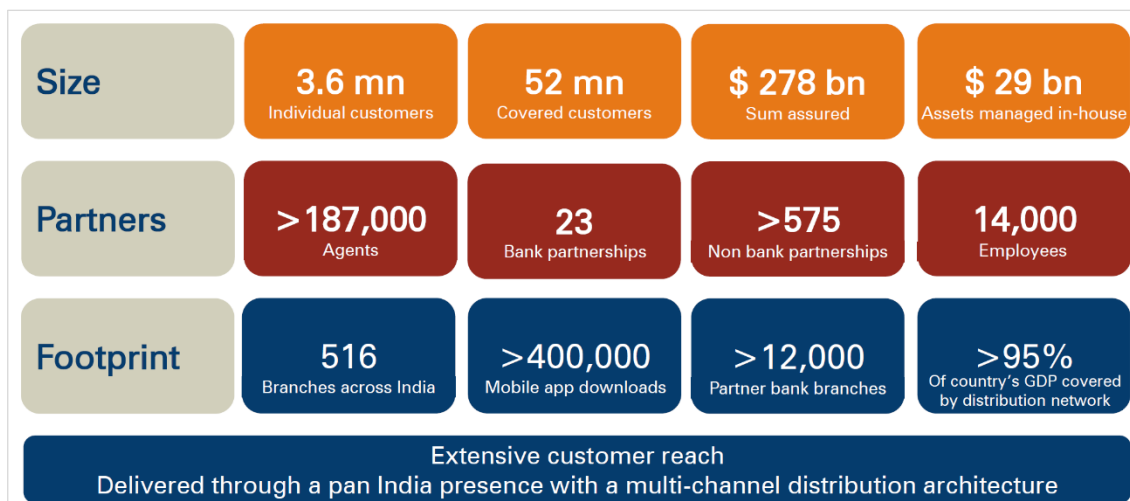 Size
3.6 mn
Individual customers
52 mn
Covered customers
$ 278 bn
Sum assured
$ 29 bn
Assets managed in-house
Partners
>187,000
Agents
23
Bank partnerships
>575
Non bank partnerships
14,000
Employees
Footprint
516
Branches across India
>400,000
Mobile app downloads
>12,000
Partner bank branches
>95%
Of country's GDP covered
by distribution network
Extensive customer reach
Delivered through a pan India presence with a multi-channel distribution architecture